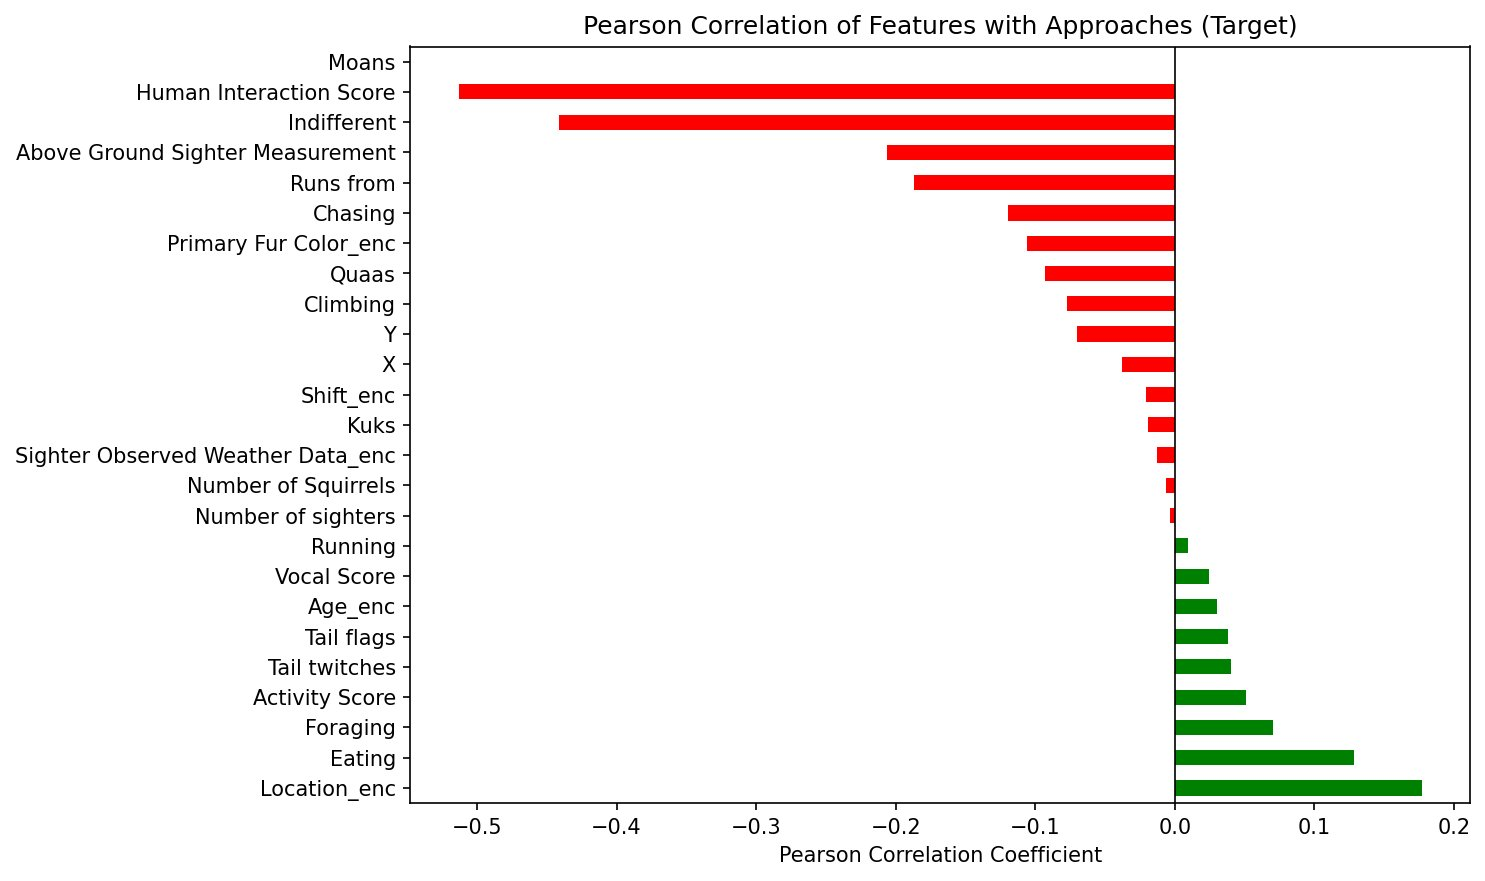 Pearson Correlation of Features with Approaches (Target)
Moans
Human Interaction Score
Indifferent
Above Ground Sighter Measurement
Runs from
Chasing
Primary Fur Color_enc
Quaas
Climbing
Y
X
Shift_enc
Kuks
Sighter Observed Weather Data_enc
Number of Squirrels
Number of sighters
Running
Vocal Score
Age_enc
Tail flags
Tail twitches
Activity Score
Foraging
Eating
Location_enc
−0.5 −0.4 −0.3 −0.2 −0.1 0.0 0.1 0.2
Pearson Correlation Coefficient